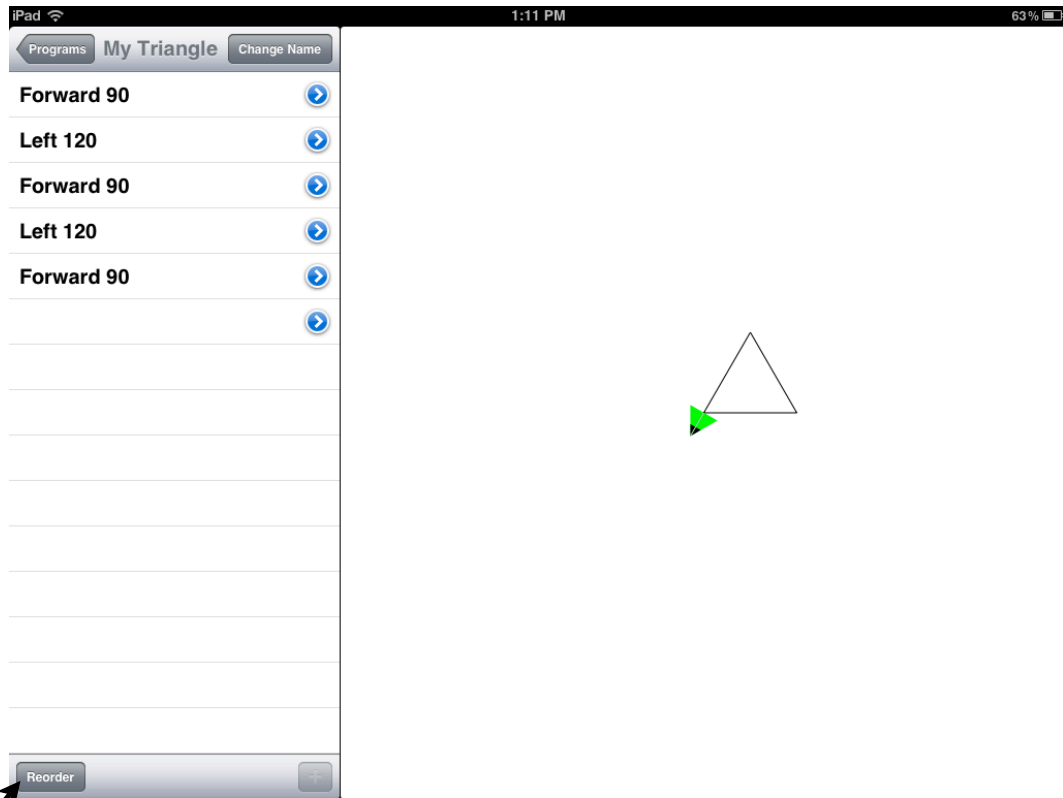 iPad 1:11 PM 63%
Programs My Triangle Change Name
Forward 90
Left 120
Forward 90
Left 120
Forward 90
Reorder +